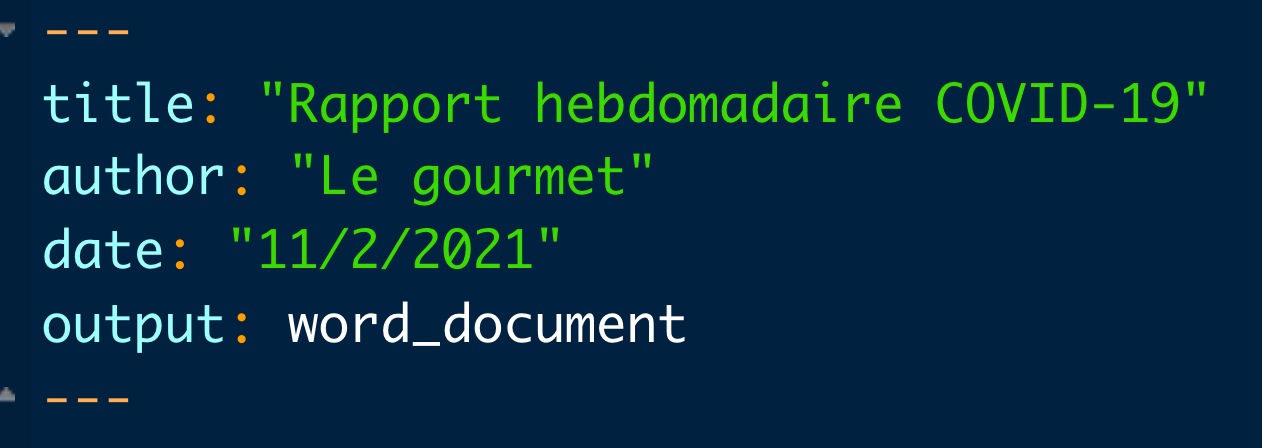 ---
title: "Rapport hebdomadaire COVID-19"
author: "Le gourmet"
date: "11/2/2021"
output: word_document
---